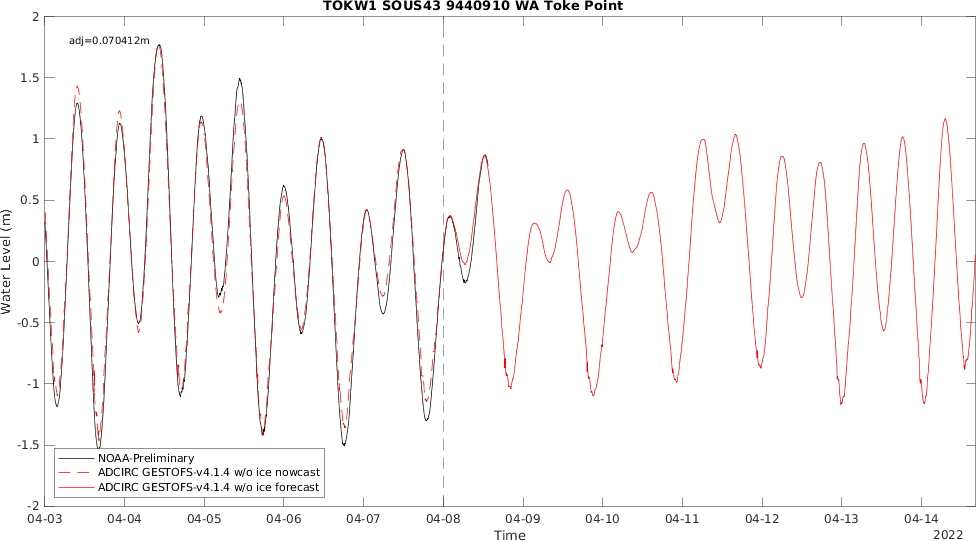 TOKW1 SOUS43 9440910 WA Toke Point
adj=0.070412m
2
1.5
1
0.5
0
-0.5
-1
-1.5
-2
Water Level (m)
NOAA-Preliminary
ADCIRC GESTOFS-v4.1.4 w/o ice nowcast
ADCIRC GESTOFS-v4.1.4 w/o ice forecast
04-03 04-04 04-05 04-06 04-07 04-08 04-09 04-10 04-11 04-12 04-13 04-14
Time
2022